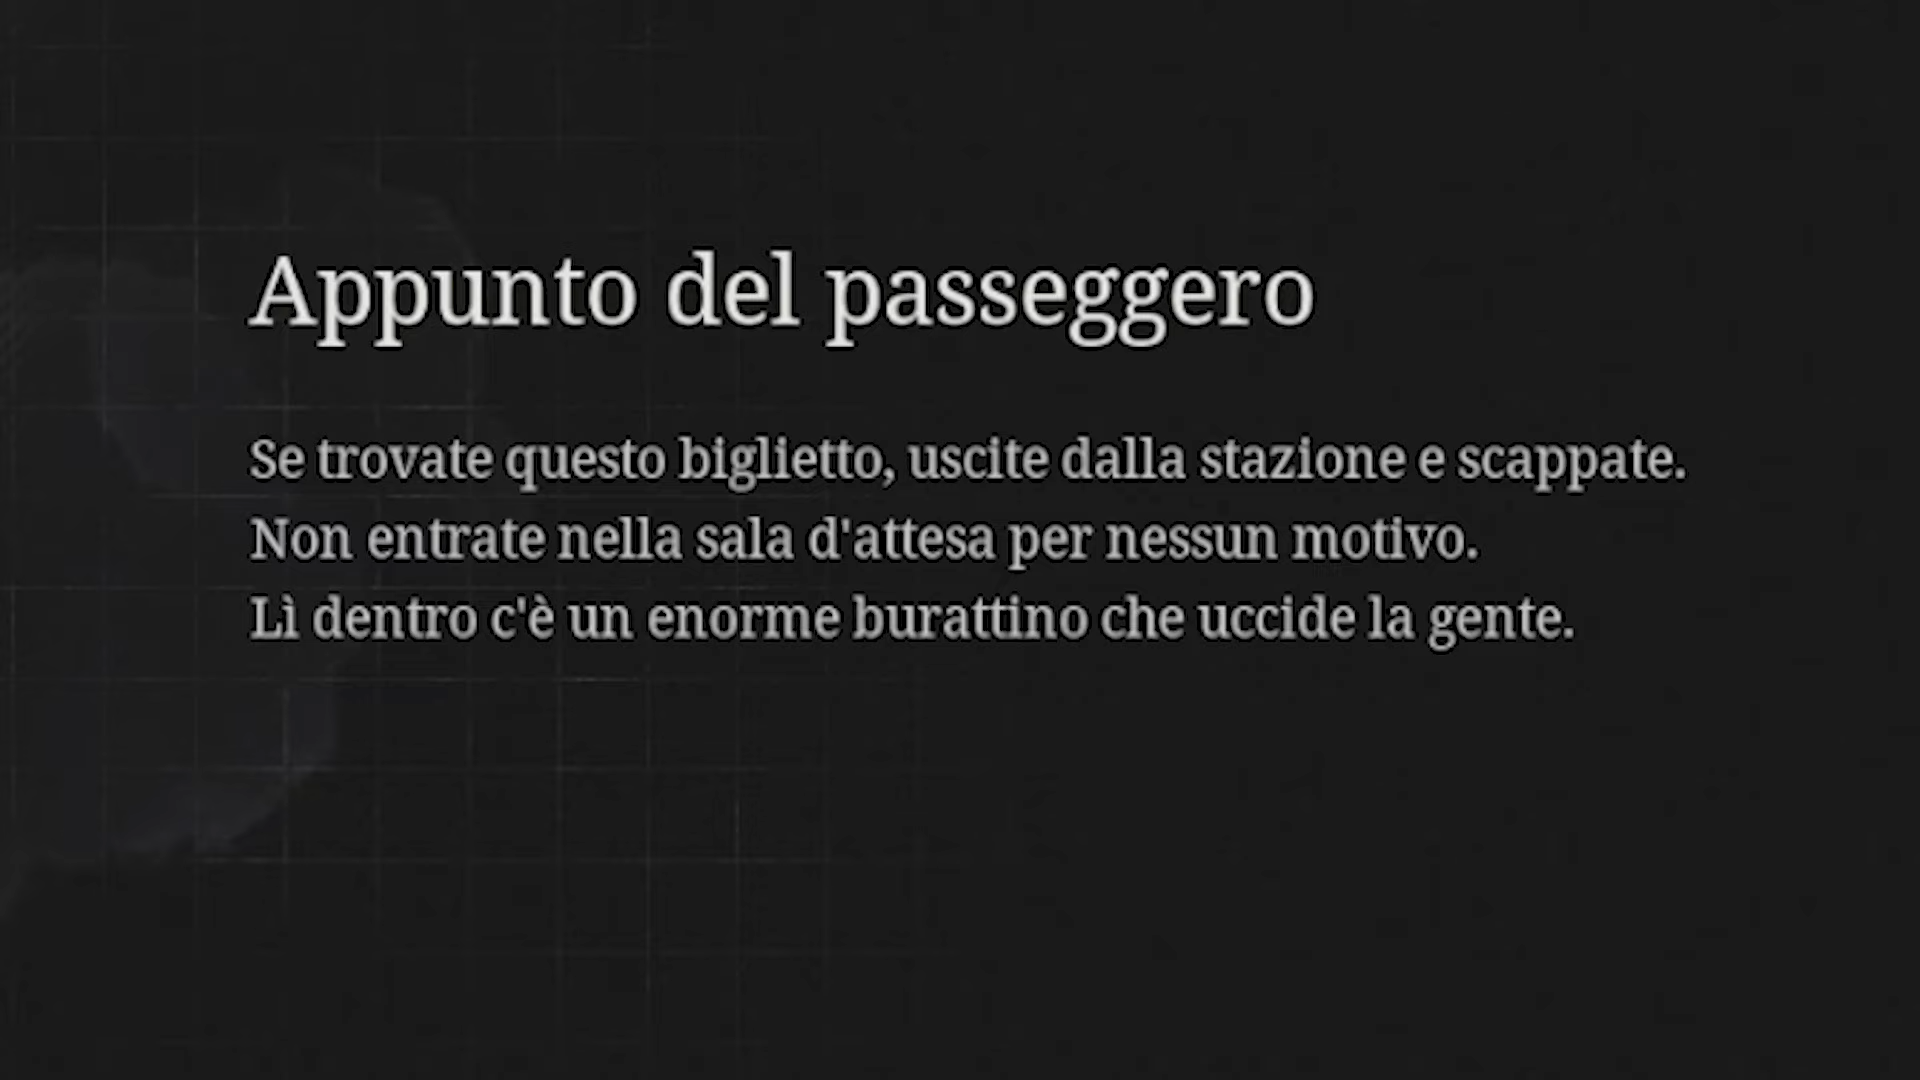 Appunto del passeggero
Se trovate questo biglietto, uscite dalla stazione e scappate.
Non entrate nella sala d'attesa per nessun motivo.
Lì dentro c'è un enorme burattino che uccide la gente.